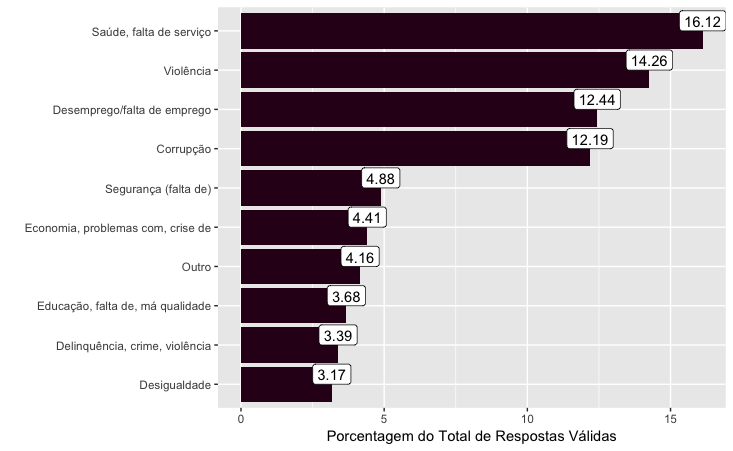 Saúde, falta de serviço
16.12
Violência
14.26
Desemprego/falta de emprego
12.44
Corrupção
12.19
Segurança (falta de)
4.88
Economia, problemas com, crise de
4.41
Outro
4.16
Educação, falta de, má qualidade
3.68
Delinquência, crime, violência
3.39
Desigualdade
3.17
0
5
10
15
Porcentagem do Total de Respostas Válidas